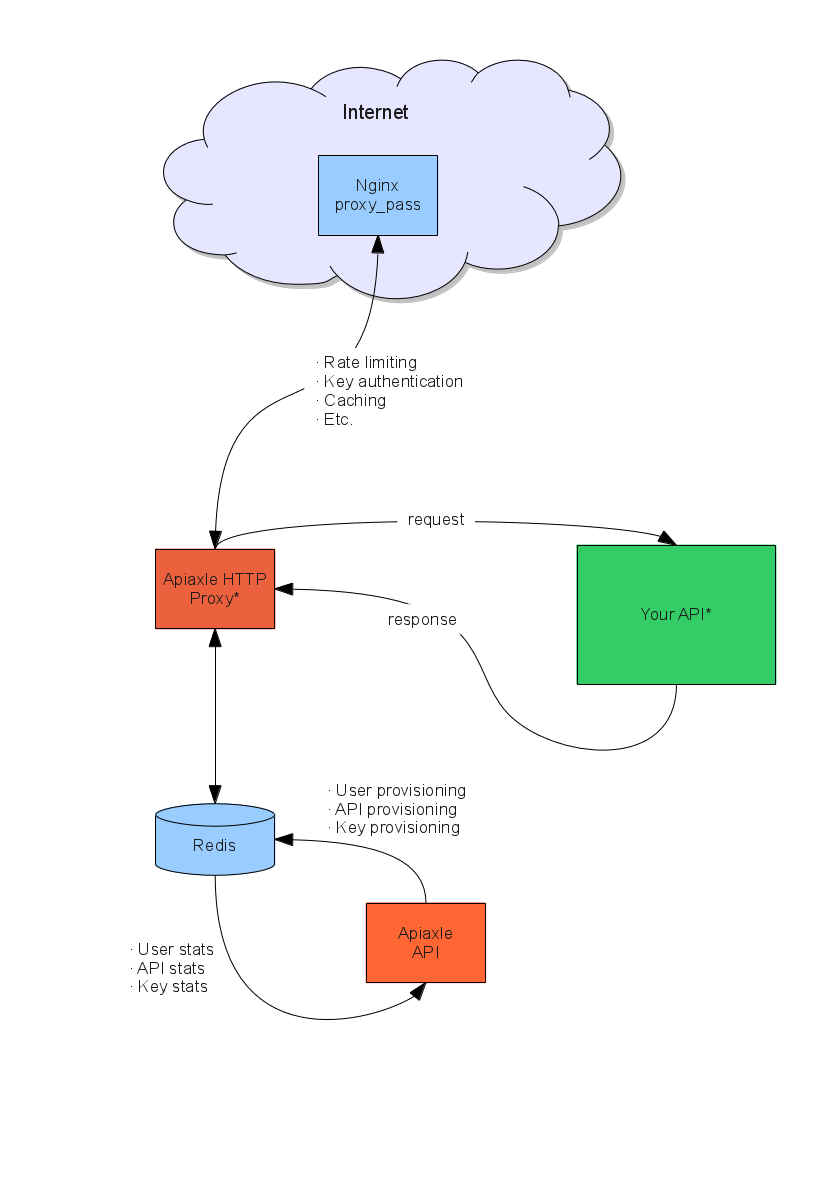 Internet
Nginx
proxy_pass
· Rate limiting
· Key authentication
· Caching
· Etc.
request
Apiaxle HTTP
Proxy*
response
Your API*
· User provisioning
· API provisioning
· Key provisioning
Redis
Apiaxle
API
· User stats
· API stats
· Key stats